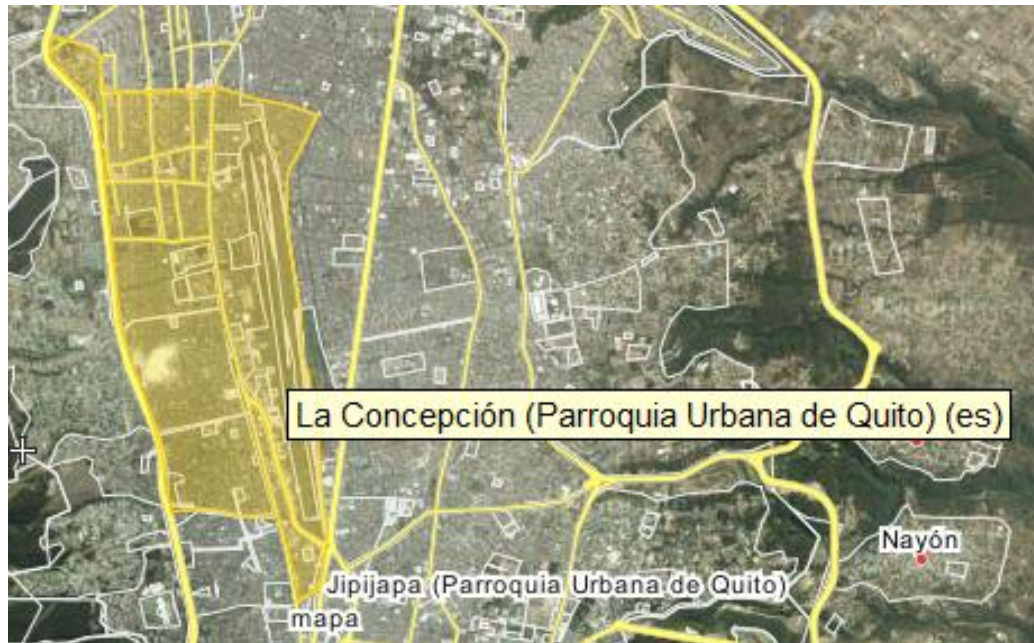 La Concepción (Parroquia Urbana de Quito) (es)
Nayón
Jipijapa (Parroquia Urbana de Quito)
mapa